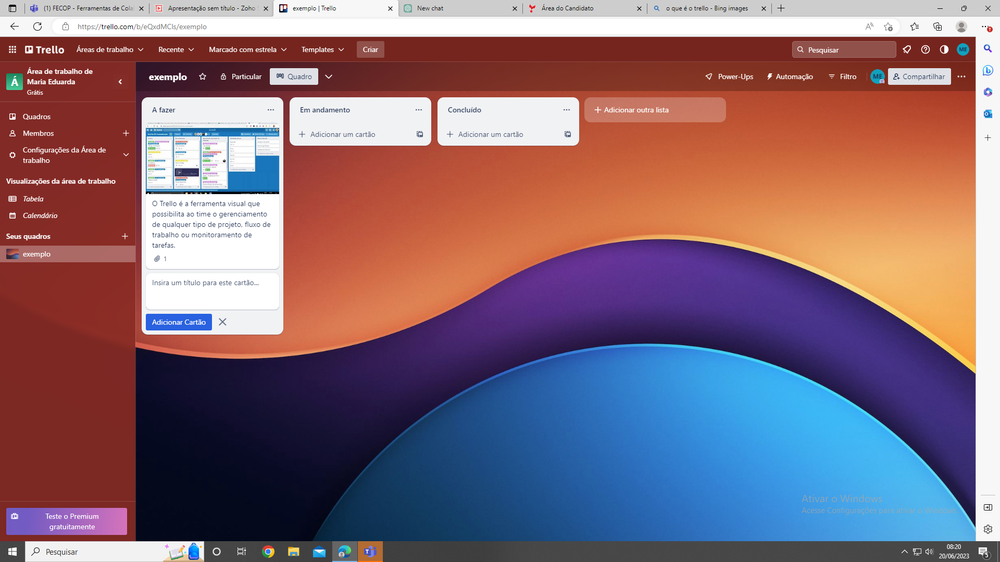 (1) FECOP - Ferramentas de Cola
Apresentação sem título - Zoho S
exemplo | Trello
New chat
Área do Candidato
o que é o trello - Bing images
https://trello.com/b/eQxdMCls/exemplo
Trello
Áreas de trabalho
Recente
Marcado com estrela
Templates
Criar
Pesquisar
ME
Á
Área de trabalho de
Maria Eduarda
Grátis
exemplo
Particular
Quadro
Power-Ups
Automação
Filtro
ME
Compartilhar
Quadros
Membros
Configurações da Área de
trabalho
Visualizações da área de trabalho
Tabela
Calendário
Seus quadros
exemplo
A fazer
O Trello é a ferramenta visual que
possibilita ao time o gerenciamento
de qualquer tipo de projeto, fluxo de
trabalho ou monitoramento de
tarefas.
1
Insira um título para este cartão...
Adicionar Cartão
Em andamento
Adicionar um cartão
Concluído
Adicionar um cartão
Adicionar outra lista
Teste o Premium
gratuitamente
Ativar o Windows
Acesse Configurações para ativar o Windows.
Pesquisar
08:20
20/06/2023
5